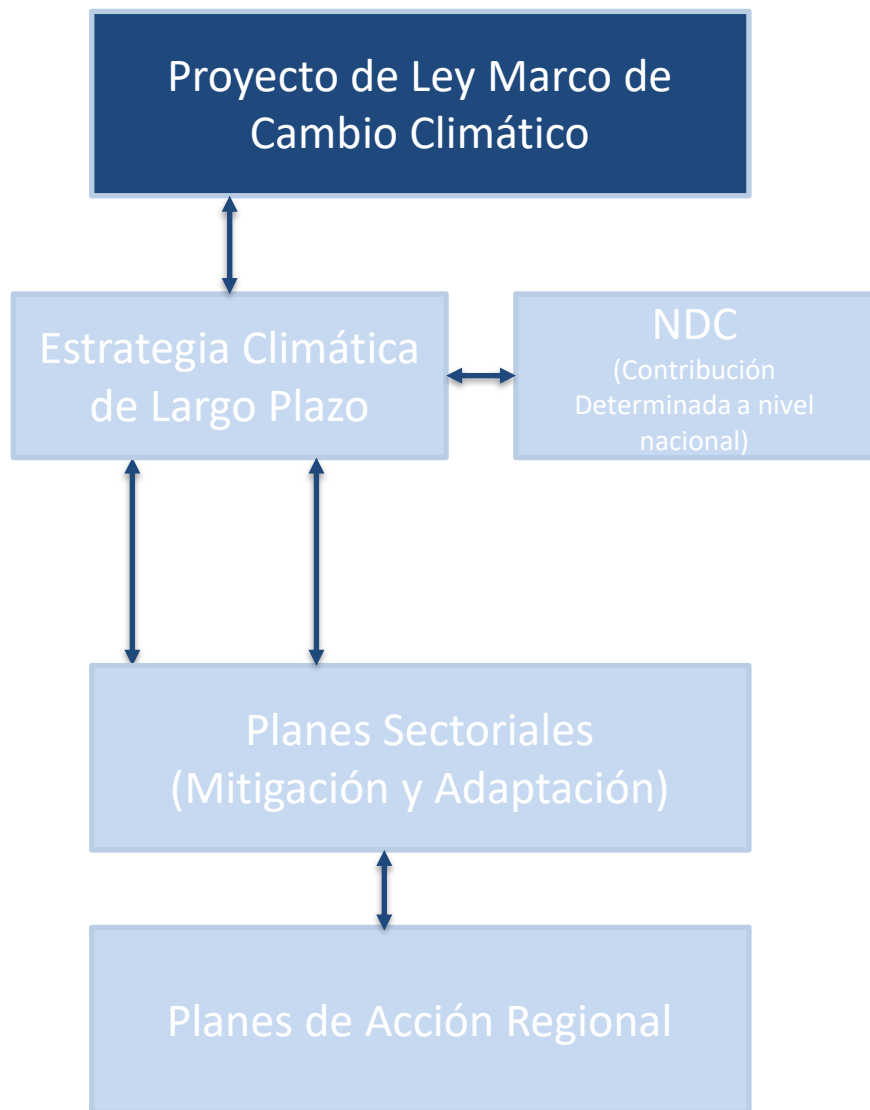 Proyecto de Ley Marco de
Cambio Climático
Estrategia Climática
de Largo Plazo
NDC
(Contribución
Determinada a nivel
nacional)
Planes Sectoriales
(Mitigación y Adaptación)
Planes de Acción Regional